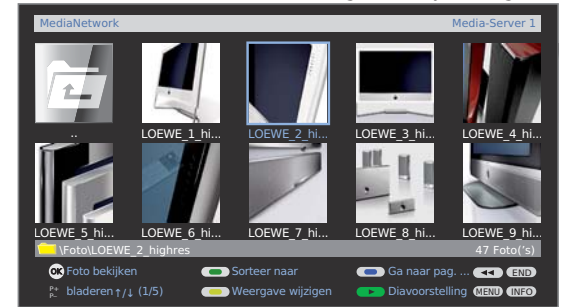 MediaNetwork Media-Server 1
.. LOEWE_1_hi... LOEWE_2_hi... LOEWE_3_hi... LOEWE_4_hi...
LOEWE_5_hi... LOEWE_6_hi... LOEWE_7_hi... LOEWE_8_hi... LOEWE_9_hi...
\Foto\LOEWE_2_highres 47 Foto('s)
OK Foto bekijken Sorteer naar Ga naar pag. ... ◄◄ END
P+ P- bladeren ↑/↓ (1/5) Weergave wijzigen ► Diavoorstelling MENU INFO